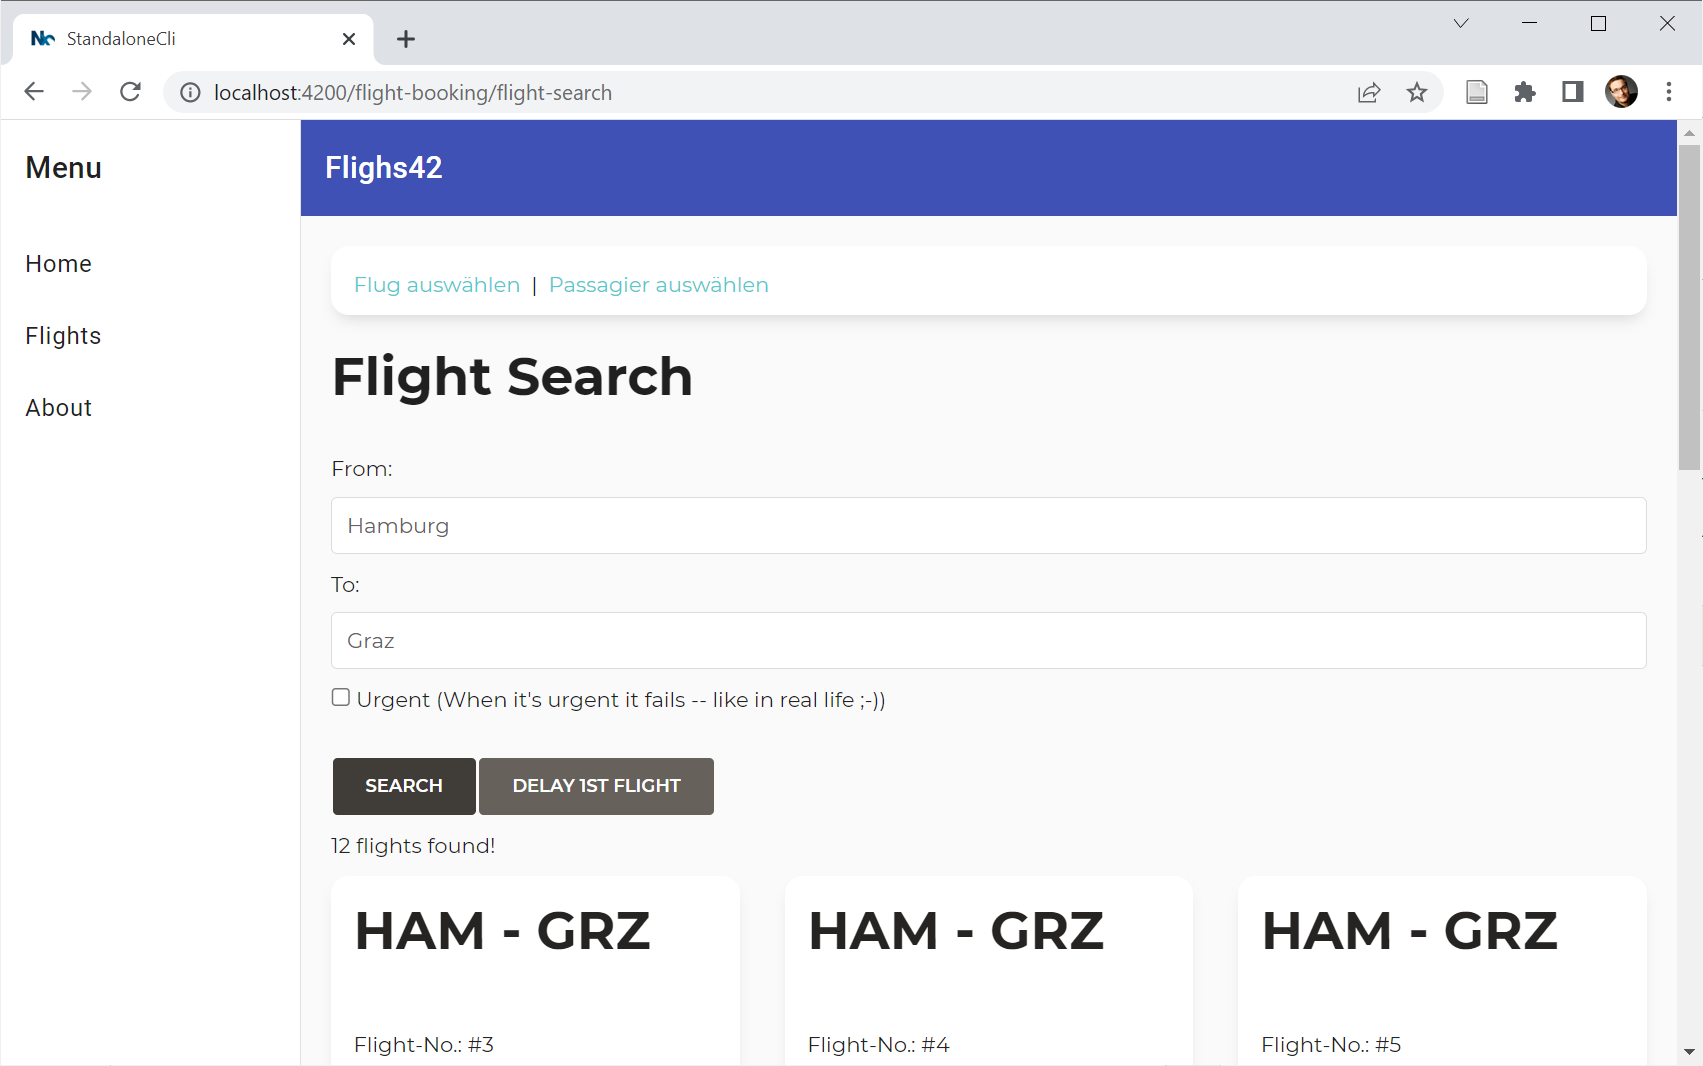 StandaloneCli
localhost:4200/flight-booking/flight-search
Menu
Home
Flights
About
Flighs42
Flug auswählen | Passagier auswählen
Flight Search
From:
Hamburg
To:
Graz
Urgent (When it's urgent it fails -- like in real life ;-))
SEARCH DELAY 1ST FLIGHT
12 flights found!
HAM - GRZ HAM - GRZ HAM - GRZ
Flight-No.: #3 Flight-No.: #4 Flight-No.: #5